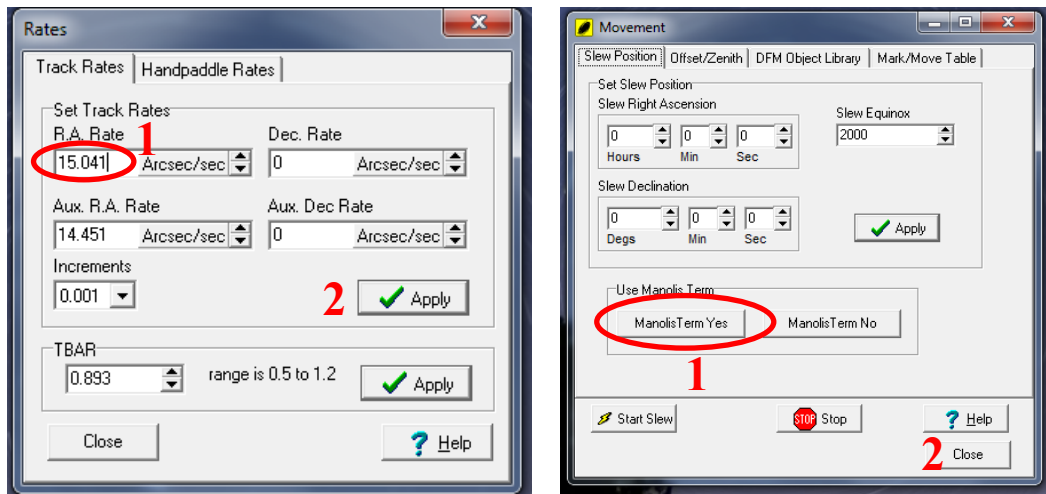 Rates
Track Rates Handpaddle Rates
Set Track Rates
R.A. Rate 1 Dec. Rate
15.041 Arcsec/sec 0 Arcsec/sec
Aux. R.A. Rate Aux. Dec Rate
14.451 Arcsec/sec 0 Arcsec/sec
Increments
0.001 2 Apply
TBAR
0.893 range is 0.5 to 1.2 Apply
Close ? Help
Movement
Slew Position Offset/Zenith DFM Object Library Mark/Move Table
Set Slew Position
Slew Right Ascension Slew Equinox
0 0 0 2000
Hours Min Sec
Slew Declination
0 0 0 Apply
Degs Min Sec
Use Manolis Term
ManolisTerm Yes ManolisTerm No
1
Start Slew STOP Stop ? Help
2 Close